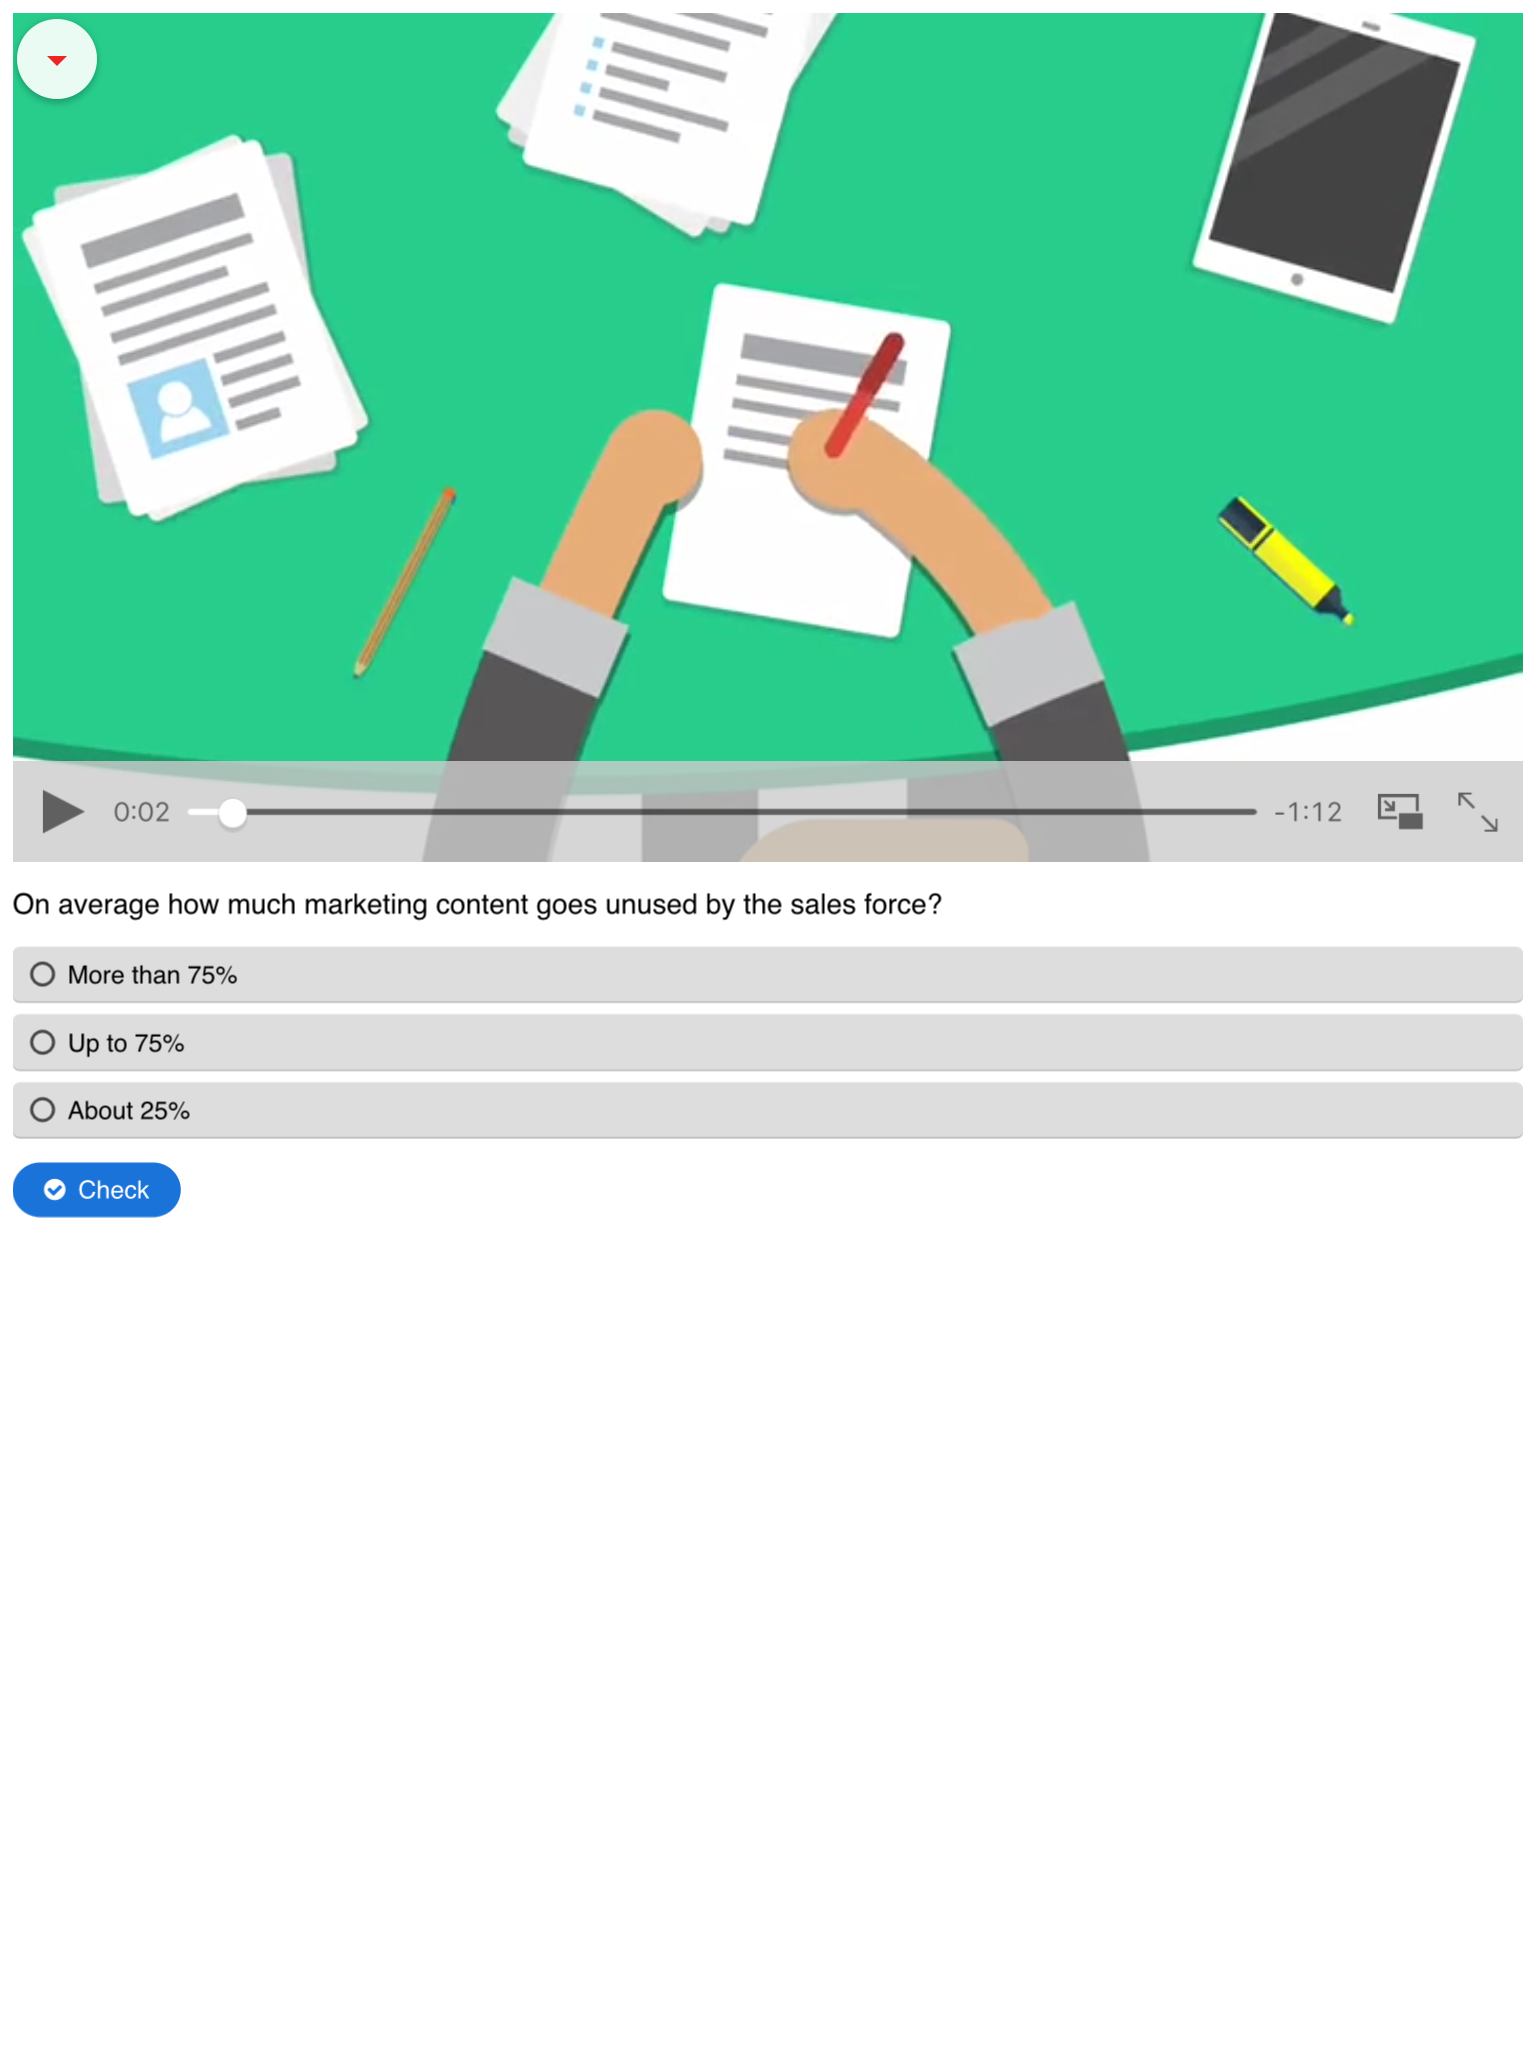 0:02
-1:12
On average how much marketing content goes unused by the sales force?
More than 75%
Up to 75%
About 25%
Check